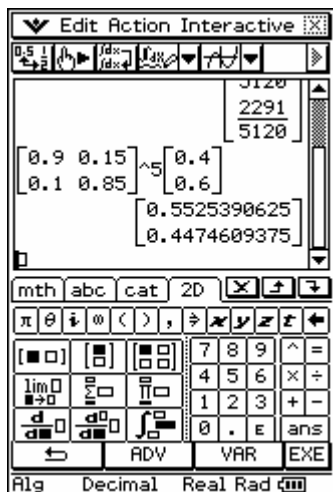 Edit Action Interactive
5120
2291
5120
[0.9 0.15]^5[0.4]
[0.1 0.85] [0.6]
[0.5525390625]
[0.4474609375]
mth abc cat 2D
π θ i ∞ ( ) , ⇒ x y z t
7 8 9 ^ =
4 5 6 × ÷
lim Σ Π
1 2 3 + -
d d ∫
0 . E ans
ADV VAR EXE
Alg Decimal Real Rad